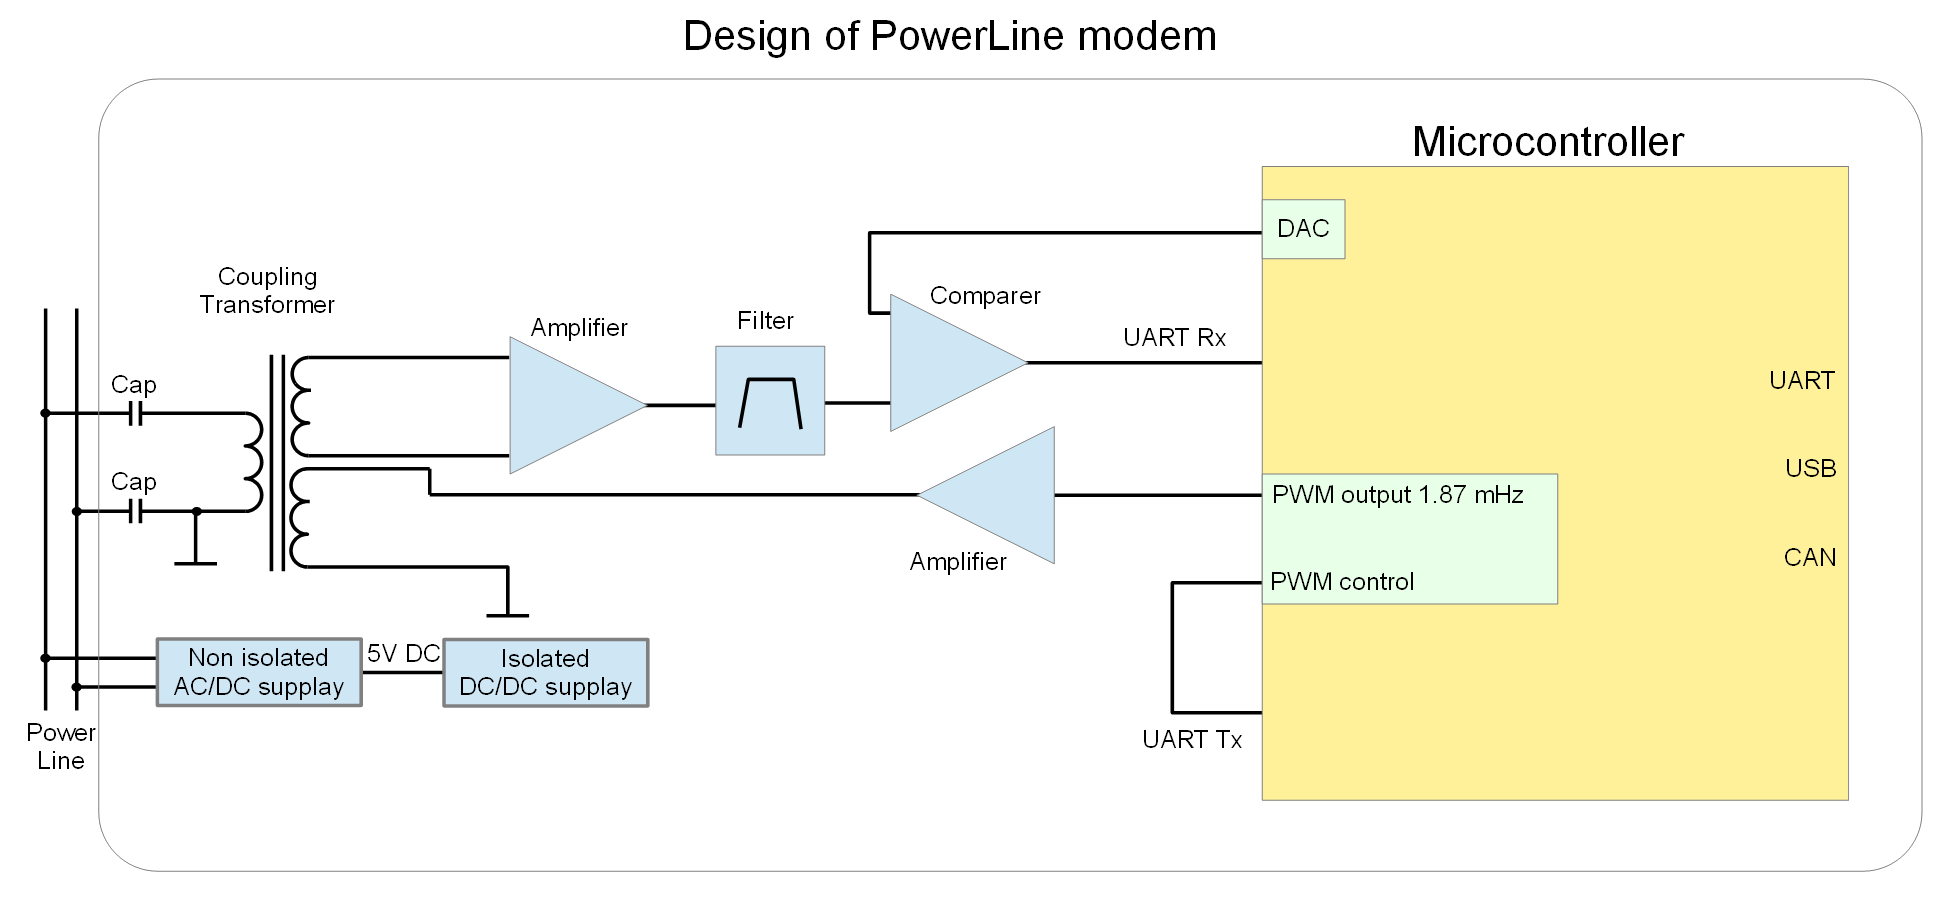 Design of PowerLine modem
Microcontroller
DAC
Coupling
Transformer
Comparer
Filter
Amplifier
UART Rx
Cap
UART
Cap
USB
PWM output 1.87 mHz
Amplifier
CAN
PWM control
Non isolated
AC/DC supplay
5V DC
Isolated
DC/DC supplay
Power
Line
UART Tx